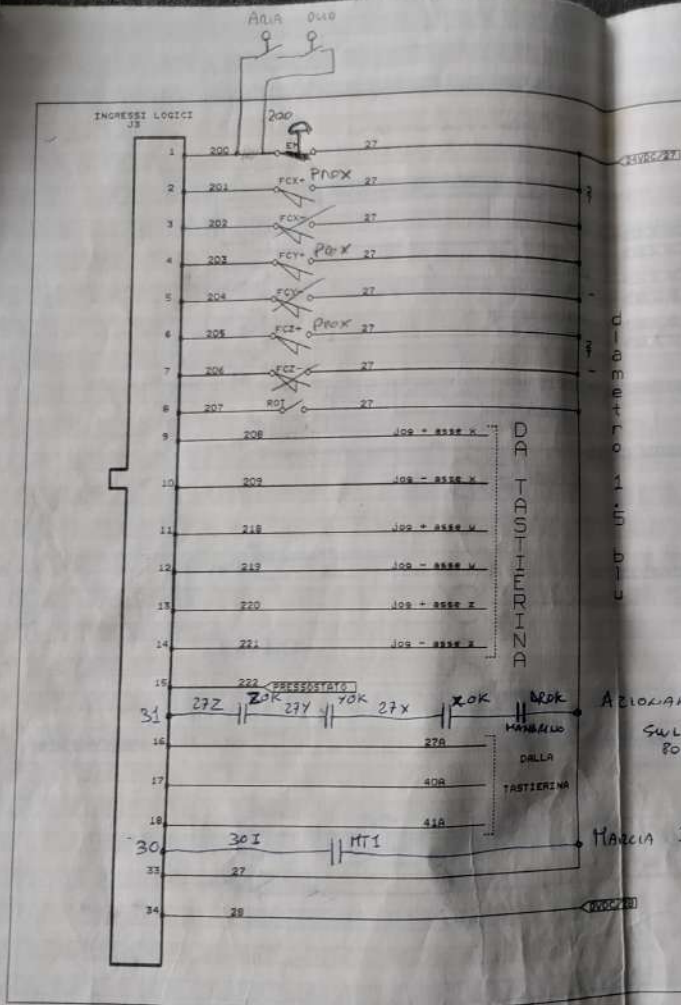 ARIA OLIO
INGRESSI LOGICI
J3
200
1 200 EM 27 24VDC/27
2 201 FCX+ PROX 27
3 202 FCX- 27
4 203 FCY+ PROX 27
5 204 FCY- 27
6 205 FCZ+ PROX 27
7 206 FCZ- 27
8 207 ROT 27
9 208 Jog + asse x
10 209 Jog - asse x
11 218 Jog + asse y
12 219 Jog - asse y
13 220 Jog + asse z
14 221 Jog - asse z
DA TASTIERINA
diametro 1.5 blu
15 222 PRESSOSTATO
31 27Z ZOK 27Y YOK 27X XOK
MANDRINO
16 27A
17 40A
18 41A
DALLA
TASTIERINA
30 30I MT1 MARCIA
33 27
34 28 0VDC/28